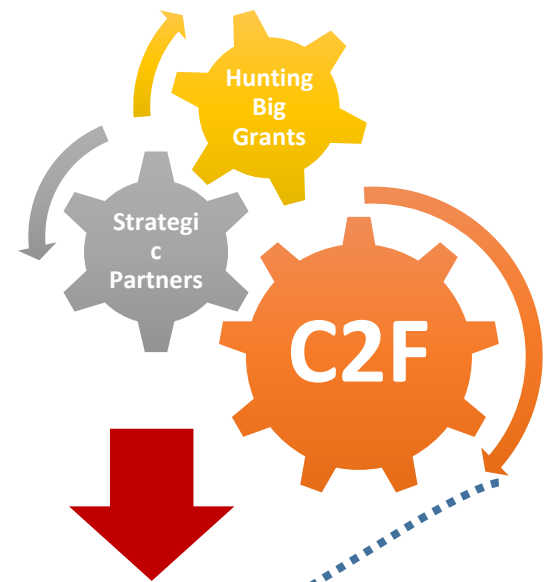 Hunting
Big
Grants
Strategi
c
Partners
C2F